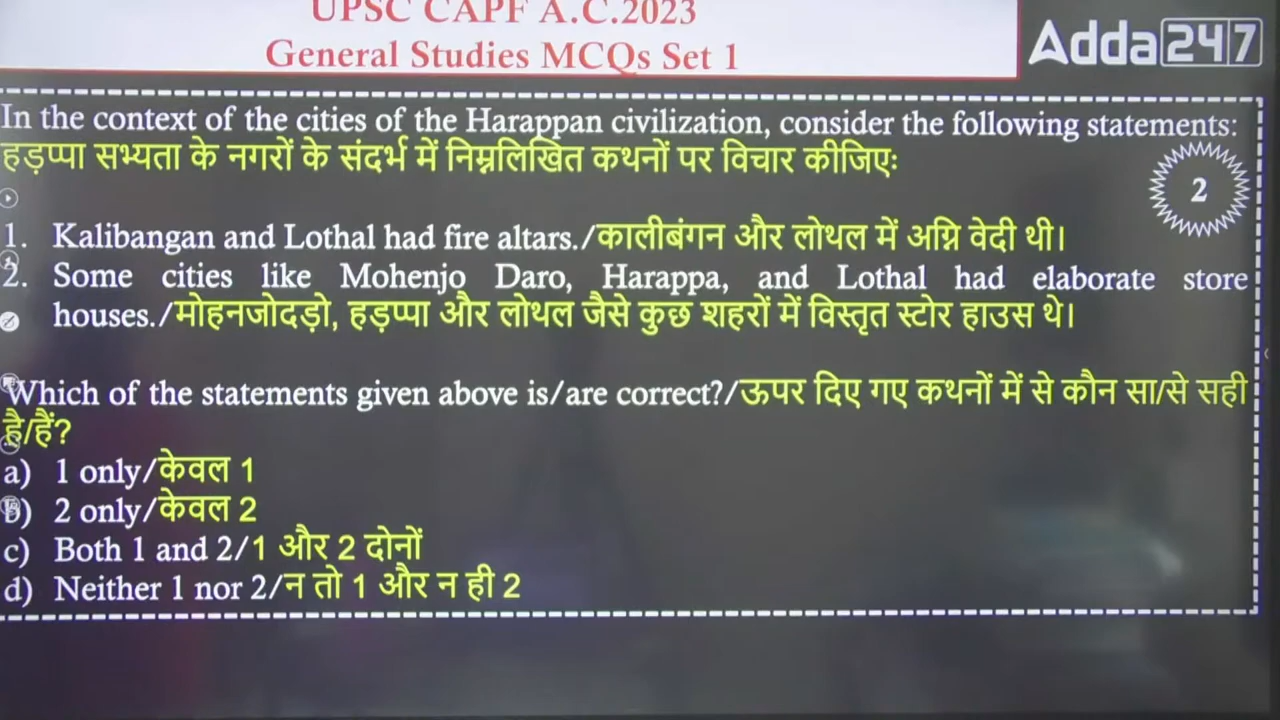 UPSC CAPF A.C.2023
General Studies MCQs Set 1
Adda247
In the context of the cities of the Harappan civilization, consider the following statements:
हड़प्पा सभ्यता के नगरों के संदर्भ में निम्नलिखित कथनों पर विचार कीजिएः
2
1. Kalibangan and Lothal had fire altars./कालीबंगन और लोथल में अग्नि वेदी थी।
2. Some cities like Mohenjo Daro, Harappa, and Lothal had elaborate store
houses./मोहनजोदड़ो, हड़प्पा और लोथल जैसे कुछ शहरों में विस्तृत स्टोर हाउस थे।
Which of the statements given above is/are correct?/ऊपर दिए गए कथनों में से कौन सा/से सही
है/हैं?
a) 1 only/केवल 1
b) 2 only/केवल 2
c) Both 1 and 2/1 और 2 दोनों
d) Neither 1 nor 2/न तो 1 और न ही 2